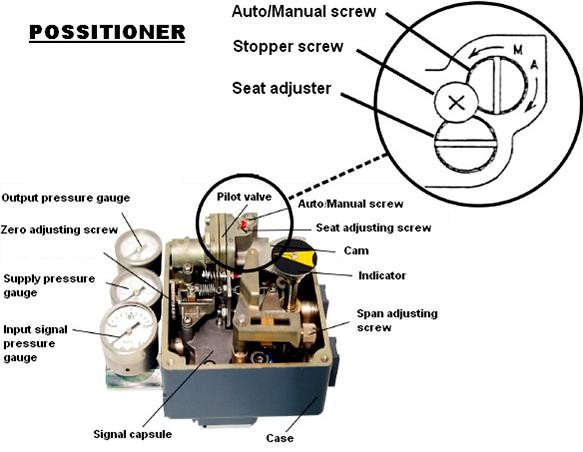 POSSITIONER
Auto/Manual screw
Stopper screw
Seat adjuster
M
A
Output pressure gauge
Zero adjusting screw
Supply pressure
gauge
Input signal
pressure
gauge
Pilot valve
Auto/Manual screw
Seat adjusting screw
Cam
Indicator
Span adjusting
screw
Signal capsule
Case